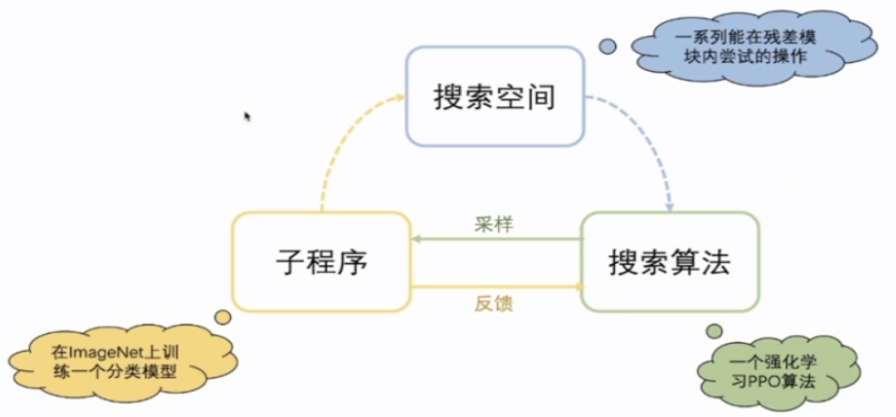 一系列能在残差模
块内尝试的操作
搜索空间
采样
子程序
搜索算法
反馈
在ImageNet上训
练一个分类模型
一个强化学
习PPO算法